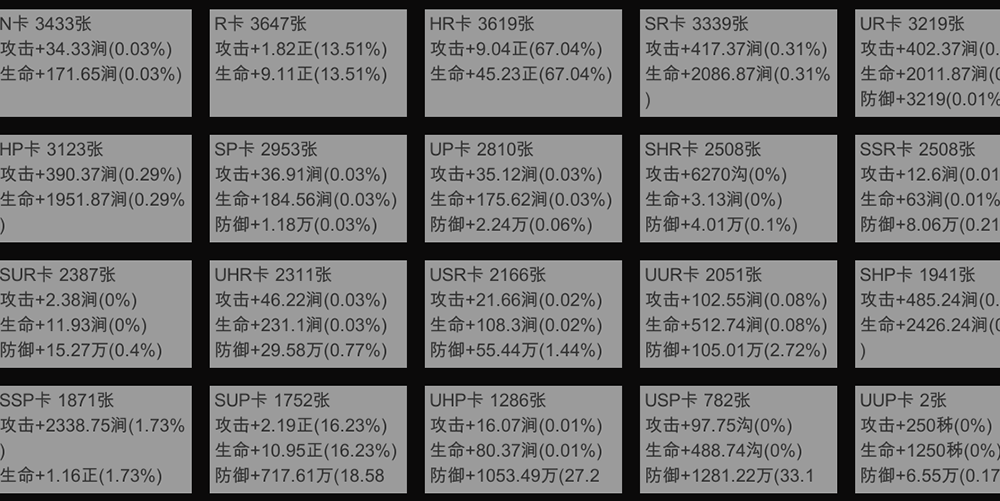 N卡 3433张
攻击+34.33涧(0.03%)
生命+171.65涧(0.03%)
R卡 3647张
攻击+1.82正(13.51%)
生命+9.11正(13.51%)
HR卡 3619张
攻击+9.04正(67.04%)
生命+45.23正(67.04%)
SR卡 3339张
攻击+417.37涧(0.31%)
生命+2086.87涧(0.31%
)
UR卡 3219张
攻击+402.37涧(0.
生命+2011.87涧(0
防御+3219(0.01%
HP卡 3123张
攻击+390.37涧(0.29%)
生命+1951.87涧(0.29%
)
SP卡 2953张
攻击+36.91涧(0.03%)
生命+184.56涧(0.03%)
防御+1.18万(0.03%)
UP卡 2810张
攻击+35.12涧(0.03%)
生命+175.62涧(0.03%)
防御+2.24万(0.06%)
SHR卡 2508张
攻击+6270沟(0%)
生命+3.13涧(0%)
防御+4.01万(0.1%)
SSR卡 2508张
攻击+12.6涧(0.01
生命+63涧(0.01%
防御+8.06万(0.21
SUR卡 2387张
攻击+2.38涧(0%)
生命+11.93涧(0%)
防御+15.27万(0.4%)
UHR卡 2311张
攻击+46.22涧(0.03%)
生命+231.1涧(0.03%)
防御+29.58万(0.77%)
USR卡 2166张
攻击+21.66涧(0.02%)
生命+108.3涧(0.02%)
防御+55.44万(1.44%)
UUR卡 2051张
攻击+102.55涧(0.08%)
生命+512.74涧(0.08%)
防御+105.01万(2.72%)
SHP卡 1941张
攻击+485.24涧(0.
生命+2426.24涧(0
)
SSP卡 1871张
攻击+2338.75涧(1.73%
)
生命+1.16正(1.73%)
SUP卡 1752张
攻击+2.19正(16.23%)
生命+10.95正(16.23%)
防御+717.61万(18.58
UHP卡 1286张
攻击+16.07涧(0.01%)
生命+80.37涧(0.01%)
防御+1053.49万(27.2
USP卡 782张
攻击+97.75沟(0%)
生命+488.74沟(0%)
防御+1281.22万(33.1
UUP卡 2张
攻击+250秭(0%)
生命+1250秭(0%)
防御+6.55万(0.17